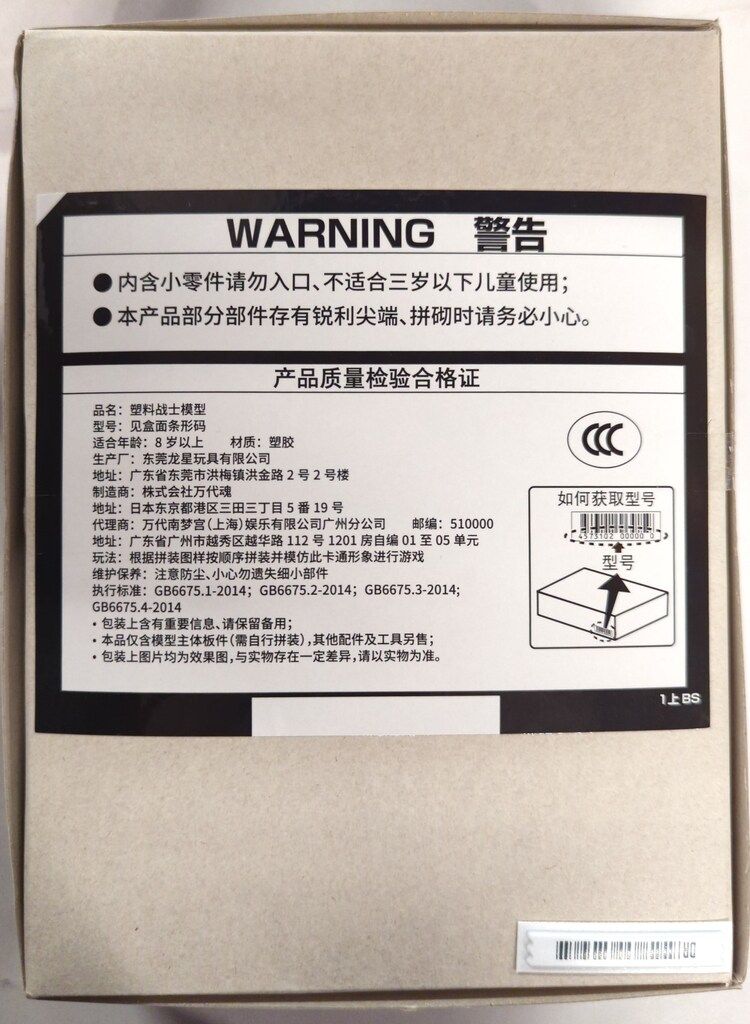 WARNING 警告
●内含小零件请勿入口、不适合三岁以下儿童使用；
●本产品部分部件存有锐利尖端、拼砌时请务必小心。
产品质量检验合格证
品名：塑料战士模型
型号：见盒面条形码
适合年龄：8 岁以上 材质：塑胶
生产厂：东莞龙星玩具有限公司
地址：广东省东莞市洪梅镇洪金路 2 号 2 号楼
制造商：株式会社万代魂
地址：日本东京都港区三田三丁目 5 番 19 号
代理商：万代南梦宫（上海）娱乐有限公司广州分公司 邮编：510000
地址：广东省广州市越秀区越华路 112 号 1201 房自编 01 至 05 单元
玩法：根据拼装图样按顺序拼装并模仿此卡通形象进行游戏
维护保养：注意防尘、小心勿遗失细小部件
执行标准：GB6675.1-2014；GB6675.2-2014；GB6675.3-2014；
GB6675.4-2014
・包装上含有重要信息、请保留备用；
・本品仅含模型主体板件（需自行拼装），其他配件及工具另售；
・包装上图片均为效果图，与实物存在一定差异，请以实物为准。
CCC
如何获取型号
4573102 00000 0
型号
1上BS